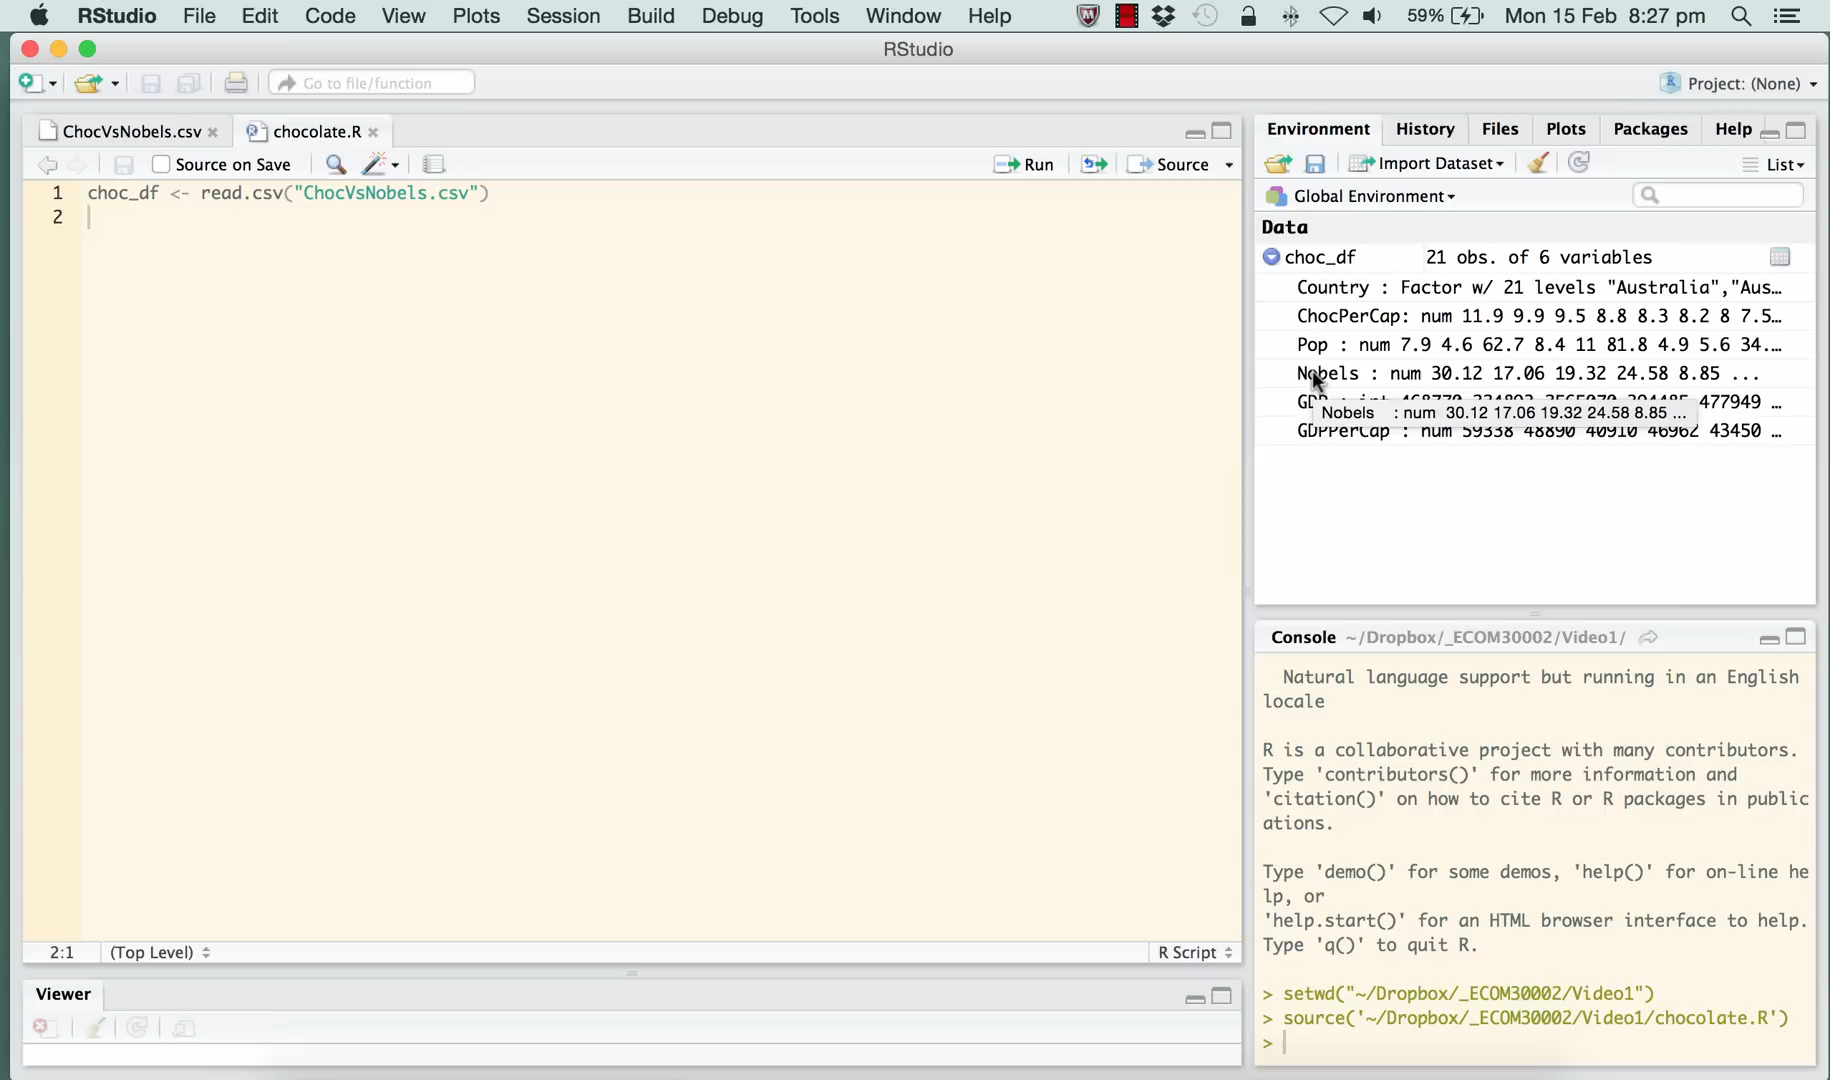 RStudio File Edit Code View Plots Session Build Debug Tools Window Help 59% Mon 15 Feb 8:27 pm
RStudio
Go to file/function
Project: (None)
ChocVsNobels.csv
chocolate.R
Source on Save
Run
Source
1 choc_df <- read.csv("ChocVsNobels.csv")
2
2:1 (Top Level) R Script
Viewer
Environment History Files Plots Packages Help
Import Dataset
List
Global Environment
Data
choc_df 21 obs. of 6 variables
Country : Factor w/ 21 levels "Australia","Aus…
ChocPerCap: num 11.9 9.9 9.5 8.8 8.3 8.2 8 7.5…
Pop : num 7.9 4.6 62.7 8.4 11 81.8 4.9 5.6 34.…
Nobels : num 30.12 17.06 19.32 24.58 8.85 ...
GDP : int 477949 …
Nobels : num 30.12 17.06 19.32 24.58 8.85 ...
GDPPerCap : num 59338 48890 40910 46962 43450 …
Console ~/Dropbox/_ECOM30002/Video1/
Natural language support but running in an English
locale
R is a collaborative project with many contributors.
Type 'contributors()' for more information and
'citation()' on how to cite R or R packages in public
ations.
Type 'demo()' for some demos, 'help()' for on-line he
lp, or
'help.start()' for an HTML browser interface to help.
Type 'q()' to quit R.
> setwd("~/Dropbox/_ECOM30002/Video1")
> source('~/Dropbox/_ECOM30002/Video1/chocolate.R')
>